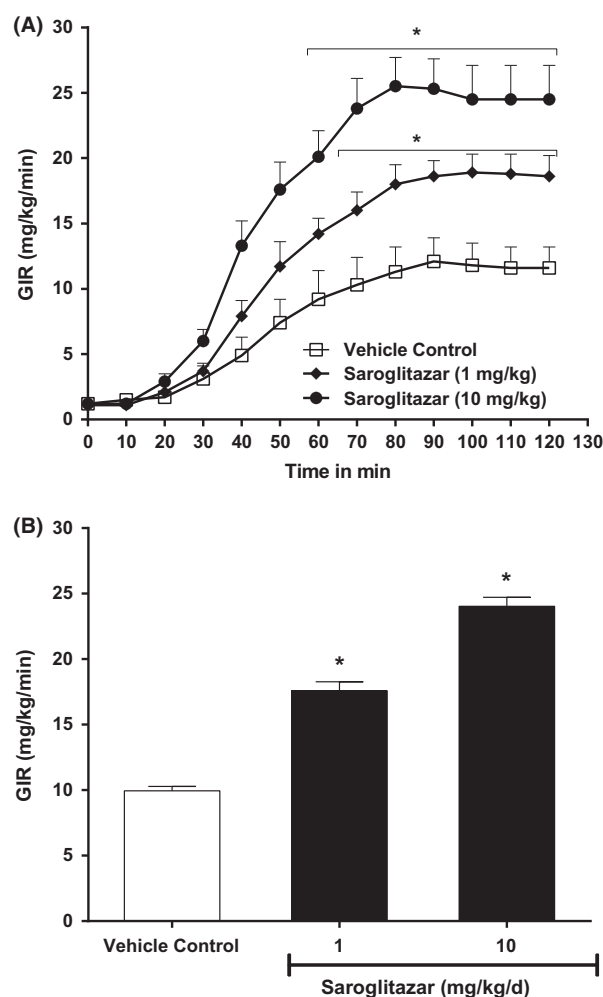 (A)
30
*
25
*
20
15
10
5
0
GIR (mg/kg/min)
Vehicle Control
Saroglitazar (1 mg/kg)
Saroglitazar (10 mg/kg)
0 10 20 30 40 50 60 70 80 90 100 110 120 130
Time in min
(B)
30
25
20
15
10
5
0
GIR (mg/kg/min)
*
*
Vehicle Control 1 10
Saroglitazar (mg/kg/d)